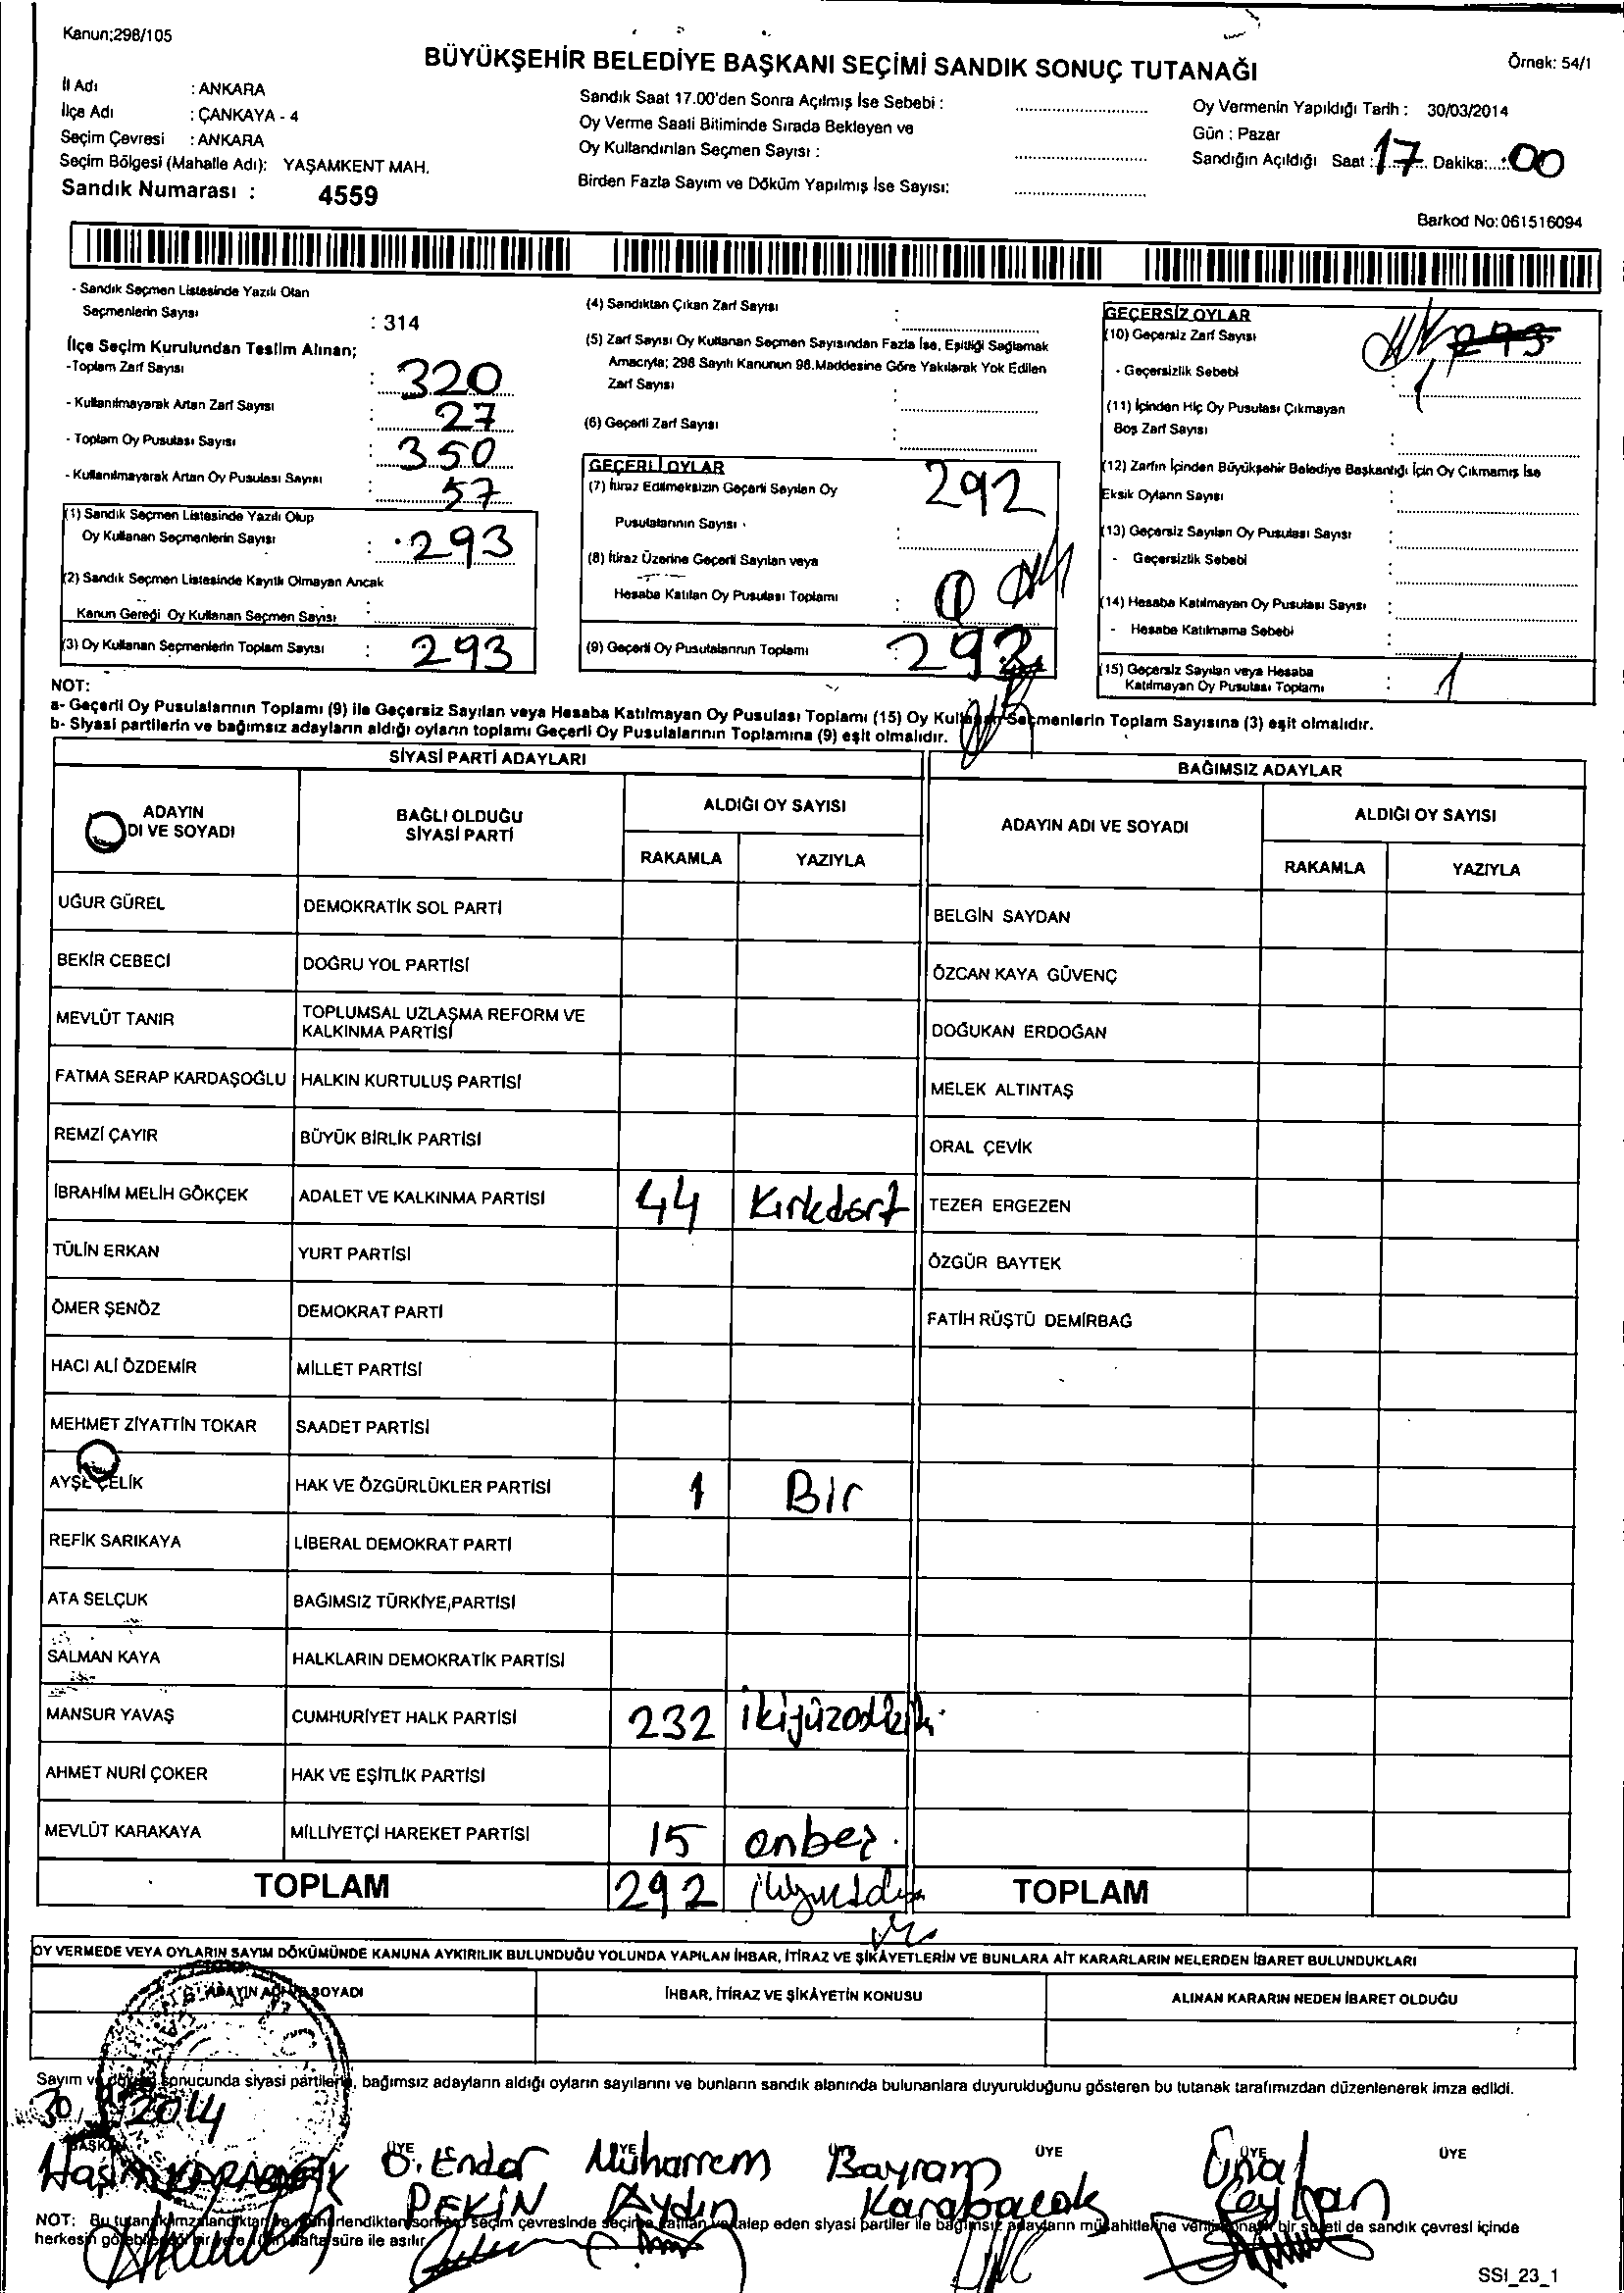 Kanun;298/105
BÜYÜKŞEHİR BELEDİYE BAŞKANI SEÇİMİ SANDIK SONUÇ TUTANAĞI
Örnek: 54/1
İl Adı : ANKARA
İlçe Adı : ÇANKAYA - 4
Seçim Çevresi : ANKARA
Seçim Bölgesi (Mahalle Adı): YAŞAMKENT MAH.
Sandık Numarası : 4559
Sandık Saat 17.00'den Sonra Açılmış İse Sebebi :
Oy Verme Saati Bitiminde Sırada Bekleyen ve
Oy Kullandırılan Seçmen Sayısı :
Birden Fazla Sayım ve Döküm Yapılmış İse Sayısı:
Oy Vermenin Yapıldığı Tarih : 30/03/2014
Gün : Pazar
Sandığın Açıldığı Saat : 17 Dakika: 00
Barkod No: 061516094
- Sandık Seçmen Listesinde Yazılı Olan
Seçmenlerin Sayısı : 314
İlçe Seçim Kurulundan Teslim Alınan;
-Toplam Zarf Sayısı : 320
- Kullanılmayarak Artan Zarf Sayısı : 27
- Toplam Oy Pusulası Sayısı : 350
- Kullanılmayarak Artan Oy Pusulası Sayısı : 57
(1) Sandık Seçmen Listesinde Yazılı Olup
Oy Kullanan Seçmenlerin Sayısı : 293
(2) Sandık Seçmen Listesinde Kayıtlı Olmayan Ancak
Kanun Gereği Oy Kullanan Seçmen Sayısı :
(3) Oy Kullanan Seçmenlerin Toplam Sayısı : 293
(4) Sandıktan Çıkan Zarf Sayısı :
(5) Zarf Sayısı Oy Kullanan Seçmen Sayısından Fazla İse, Eşitliği Sağlamak
Amacıyla; 298 Sayılı Kanunun 98.Maddesine Göre Yakılarak Yok Edilen
Zarf Sayısı :
(6) Geçerli Zarf Sayısı :
GEÇERLİ OYLAR
(7) İtiraz Edilmeksizin Geçerli Sayılan Oy
Pusulalarının Sayısı : 292
(8) İtiraz Üzerine Geçerli Sayılan veya
Hesaba Katılan Oy Pusulası Toplamı :
(9) Geçerli Oy Pusulalarının Toplamı : 292
GEÇERSİZ OYLAR
(10) Geçersiz Zarf Sayısı : 293
- Geçersizlik Sebebi : 1
(11) İçinden Hiç Oy Pusulası Çıkmayan
Boş Zarf Sayısı :
(12) Zarfın İçinden Büyükşehir Belediye Başkanlığı İçin Oy Çıkmamış İse
Eksik Oyların Sayısı :
(13) Geçersiz Sayılan Oy Pusulası Sayısı :
- Geçersizlik Sebebi :
(14) Hesaba Katılmayan Oy Pusulası Sayısı :
- Hesaba Katılmama Sebebi :
(15) Geçersiz Sayılan veya Hesaba
Katılmayan Oy Pusulası Toplamı : 1
NOT:
a- Geçerli Oy Pusulalarının Toplamı (9) ile Geçersiz Sayılan veya Hesaba Katılmayan Oy Pusulası Toplamı (15) Oy Kullanan Seçmenlerin Toplam Sayısına (3) eşit olmalıdır.
b- Siyasi partilerin ve bağımsız adayların aldığı oyların toplamı Geçerli Oy Pusulalarının Toplamına (9) eşit olmalıdır.
SİYASİ PARTİ ADAYLARI
BAĞIMSIZ ADAYLAR
ADAYIN
DI VE SOYADI
BAĞLI OLDUĞU
SİYASİ PARTİ
ALDIĞI OY SAYISI
RAKAMLA YAZIYLA
ADAYIN ADI VE SOYADI
ALDIĞI OY SAYISI
RAKAMLA YAZIYLA
UĞUR GÜREL DEMOKRATİK SOL PARTİ BELGİN SAYDAN
BEKİR CEBECİ DOĞRU YOL PARTİSİ ÖZCAN KAYA GÜVENÇ
MEVLÜT TANIR TOPLUMSAL UZLAŞMA REFORM VE
KALKINMA PARTİSİ DOĞUKAN ERDOĞAN
FATMA SERAP KARDAŞOĞLU HALKIN KURTULUŞ PARTİSİ MELEK ALTINTAŞ
REMZİ ÇAYIR BÜYÜK BİRLİK PARTİSİ ORAL ÇEVİK
İBRAHİM MELİH GÖKÇEK ADALET VE KALKINMA PARTİSİ 44 Kırkdört TEZER ERGEZEN
TÜLİN ERKAN YURT PARTİSİ ÖZGÜR BAYTEK
ÖMER ŞENÖZ DEMOKRAT PARTİ FATİH RÜŞTÜ DEMİRBAĞ
HACI ALİ ÖZDEMİR MİLLET PARTİSİ
MEHMET ZİYATTİN TOKAR SAADET PARTİSİ
AYŞE ÇELİK HAK VE ÖZGÜRLÜKLER PARTİSİ 1 Bir
REFİK SARIKAYA LİBERAL DEMOKRAT PARTİ
ATA SELÇUK BAĞIMSIZ TÜRKİYE PARTİSİ
SALMAN KAYA HALKLARIN DEMOKRATİK PARTİSİ
MANSUR YAVAŞ CUMHURİYET HALK PARTİSİ 232
AHMET NURİ ÇOKER HAK VE EŞİTLİK PARTİSİ
MEVLÜT KARAKAYA MİLLİYETÇİ HAREKET PARTİSİ 15 onbeş
TOPLAM 292 TOPLAM
OY VERMEDE VEYA OYLARIN SAYIM DÖKÜMÜNDE KANUNA AYKIRILIK BULUNDUĞU YOLUNDA YAPILAN İHBAR, İTİRAZ VE ŞİKÂYETLERİN VE BUNLARA AİT KARARLARIN NELERDEN İBARET BULUNDUKLARI
ADAYIN ADI VE SOYADI İHBAR, İTİRAZ VE ŞİKÂYETİN KONUSU ALINAN KARARIN NEDEN İBARET OLDUĞU
Sayım ve döküm sonucunda siyasi partilerin, bağımsız adayların aldığı oyların sayılarını ve bunların sandık alanında bulunanlara duyurulduğunu gösteren bu tutanak tarafımızdan düzenlenerek imza edildi.
30 2014
BAŞKAN ÜYE ÜYE ÜYE ÜYE ÜYE ÜYE
Ö. Ender Muharrem Bayram Ünal
PEKİN Aydın Karabacak Ceyhan
NOT: Bu tutanak imzalandıktan ve mühürlendikten sonra o seçim çevresinde seçime katılan ve talep eden siyasi partiler ile bağımsız adayların müşahitlerine verilir, onaylı bir sureti de sandık çevresi içinde
herkesin görebileceği bir yere bir hafta süre ile asılır.
SSI_23_1